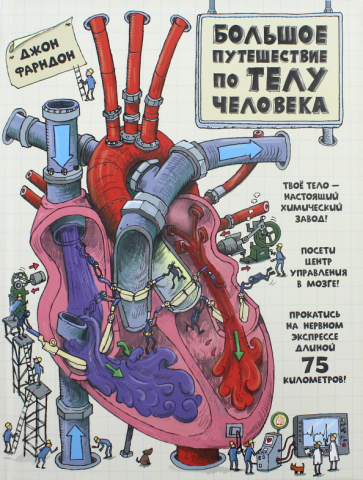 ДЖОН
ФАРНДОН
БОЛЬШОЕ
ПУТЕШЕСТВИЕ
ПО ТЕЛУ
ЧЕЛОВЕКА
ТВОЁ ТЕЛО —
НАСТОЯЩИЙ
ХИМИЧЕСКИЙ
ЗАВОД!
ПОСЕТИ
ЦЕНТР
УПРАВЛЕНИЯ
В МОЗГЕ!
ПРОКАТИСЬ
НА НЕРВНОМ
ЭКСПРЕССЕ
ДЛИНОЙ
75
КИЛОМЕТРОВ!